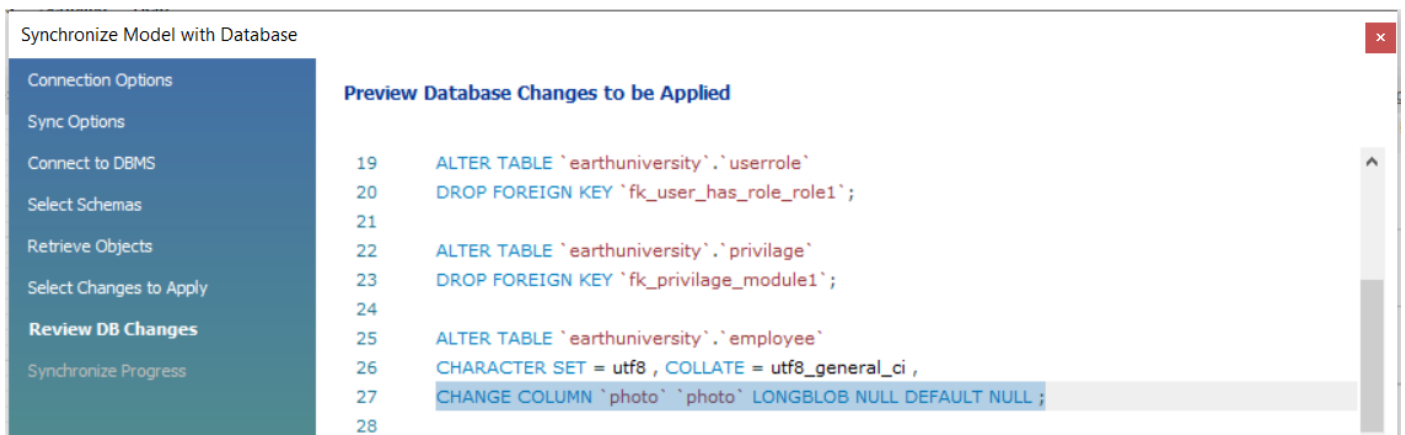 Synchronize Model with Database
Connection Options
Sync Options
Connect to DBMS
Select Schemas
Retrieve Objects
Select Changes to Apply
Review DB Changes
Synchronize Progress
Preview Database Changes to be Applied
19 ALTER TABLE `earthuniversity`.`userrole`
20 DROP FOREIGN KEY `fk_user_has_role_role1`;
21
22 ALTER TABLE `earthuniversity`.`privilage`
23 DROP FOREIGN KEY `fk_privilage_module1`;
24
25 ALTER TABLE `earthuniversity`.`employee`
26 CHARACTER SET = utf8 , COLLATE = utf8_general_ci ,
27 CHANGE COLUMN `photo` `photo` LONGBLOB NULL DEFAULT NULL ;
28